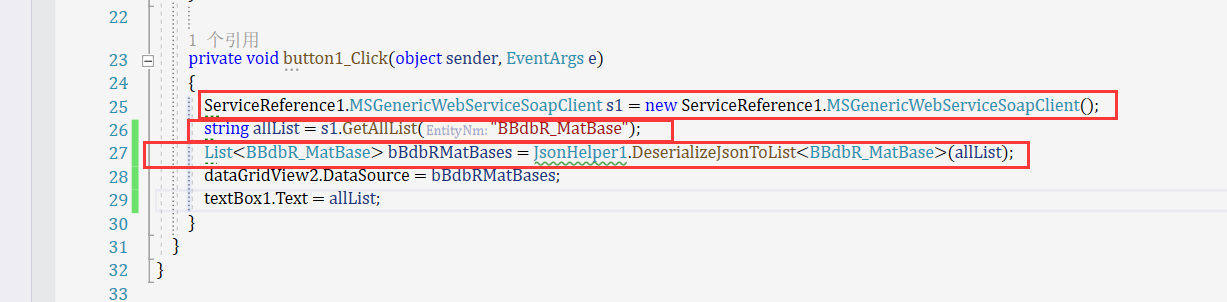 22
1 个引用
23 private void button1_Click(object sender, EventArgs e)
24 {
25 ServiceReference1.MSGenericWebServiceSoapClient s1 = new ServiceReference1.MSGenericWebServiceSoapClient();
26 string allList = s1.GetAllList(EntityNm: "BBdbR_MatBase");
27 List<BBdbR_MatBase> bBdbRMatBases = JsonHelper1.DeserializeJsonToList<BBdbR_MatBase>(allList);
28 dataGridView2.DataSource = bBdbRMatBases;
29 textBox1.Text = allList;
30 }
31 }
32 }
33